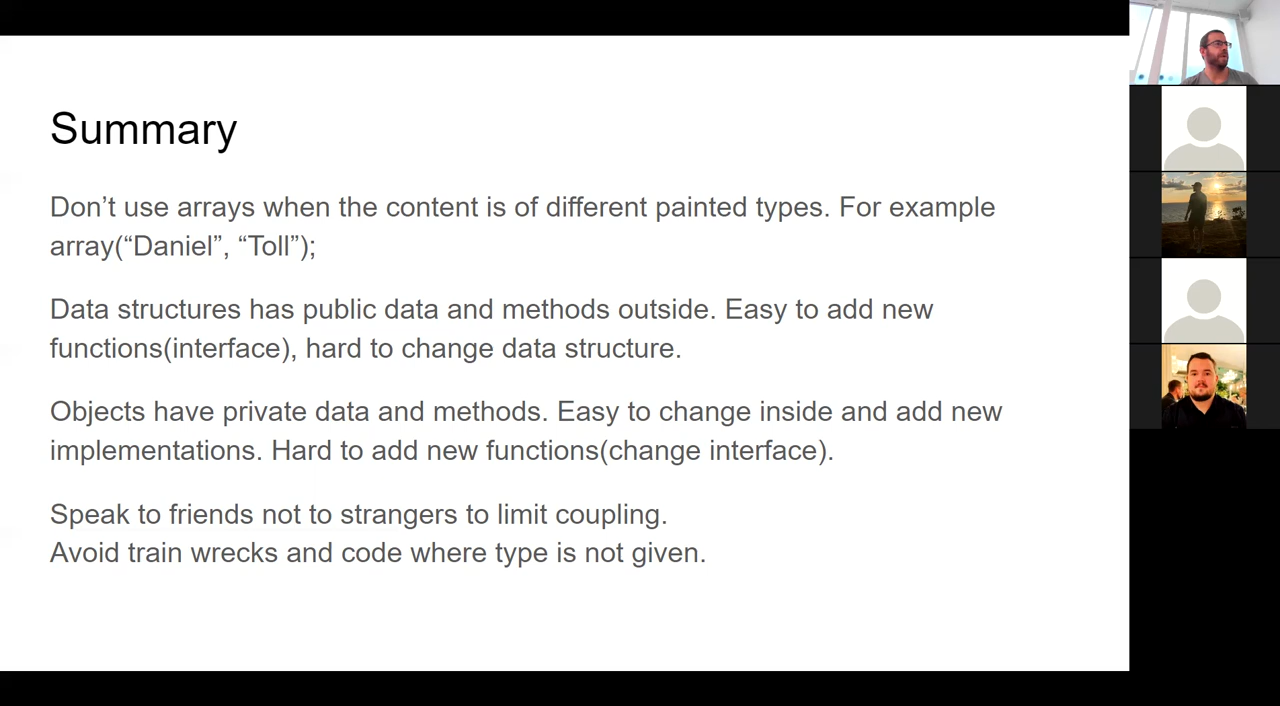 Summary
Don’t use arrays when the content is of different painted types. For example
array(“Daniel”, “Toll”);
Data structures has public data and methods outside. Easy to add new
functions(interface), hard to change data structure.
Objects have private data and methods. Easy to change inside and add new
implementations. Hard to add new functions(change interface).
Speak to friends not to strangers to limit coupling.
Avoid train wrecks and code where type is not given.